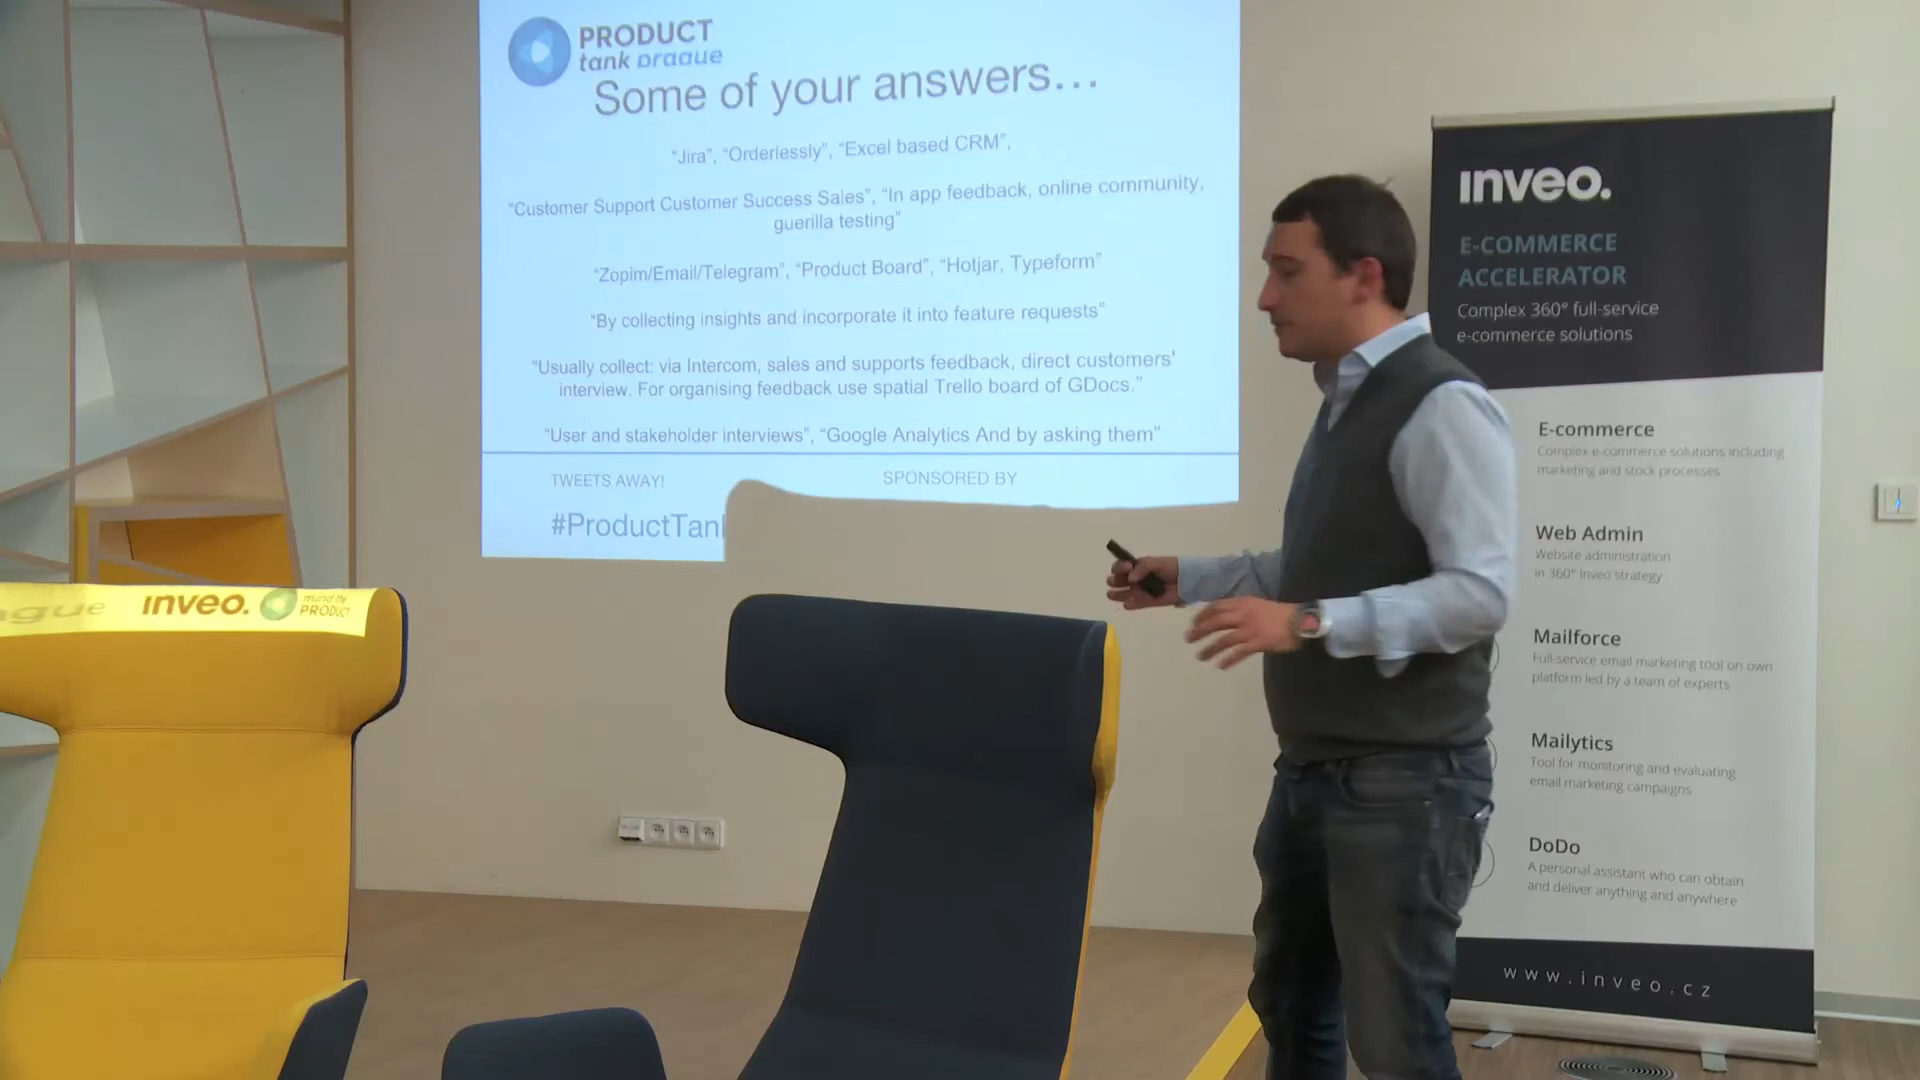 PRODUCT
tank prague
Some of your answers...
“Jira”, “Orderlessly”, “Excel based CRM”,
“Customer Support Customer Success Sales”, “In app feedback, online community,
guerilla testing”
“Zopim/Email/Telegram”, “Product Board”, “Hotjar, Typeform”
“By collecting insights and incorporate it into feature requests”
“Usually collect: via Intercom, sales and supports feedback, direct customers'
interview. For organising feedback use spatial Trello board of GDocs.”
“User and stakeholder interviews”, “Google Analytics And by asking them”
TWEETS AWAY!
SPONSORED BY
#ProductTan
ague
inveo.
mind the
PRODUCT
inveo.
E-COMMERCE
ACCELERATOR
Complex 360° full-service
e-commerce solutions
E-commerce
Complex e-commerce solutions including
marketing and stock processes
Web Admin
Website administration
in 360° Inveo strategy
Mailforce
Full-service email marketing tool on own
platform led by a team of experts
Mailytics
Tool for monitoring and evaluating
email marketing campaigns
DoDo
A personal assistant who can obtain
and deliver anything and anywhere
www.inveo.cz